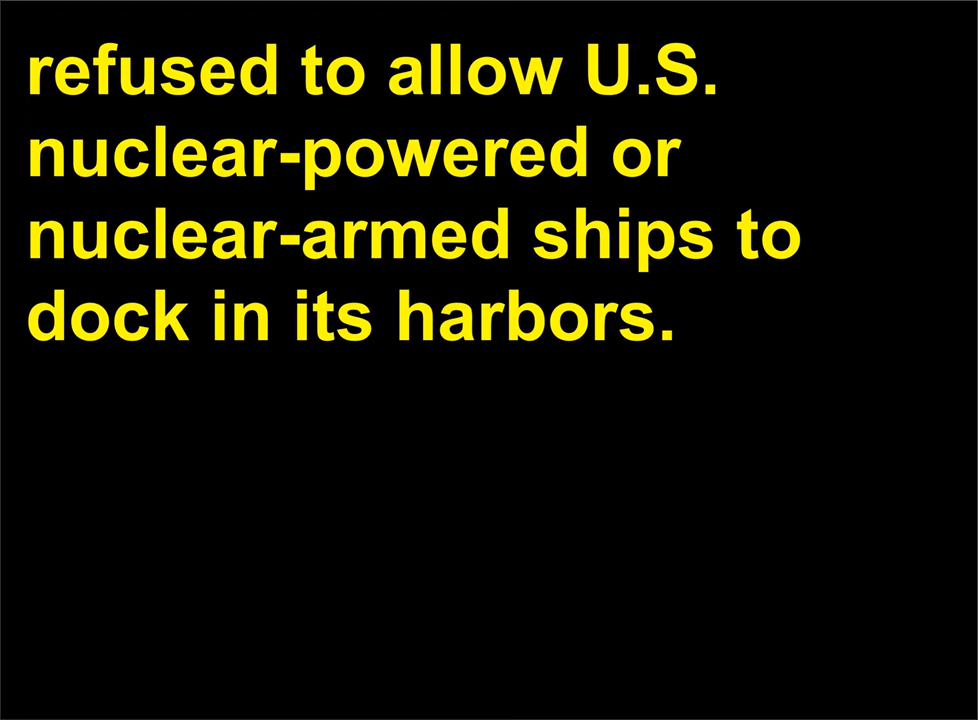 refused to allow U.S.
nuclear-powered or
nuclear-armed ships to
dock in its harbors.